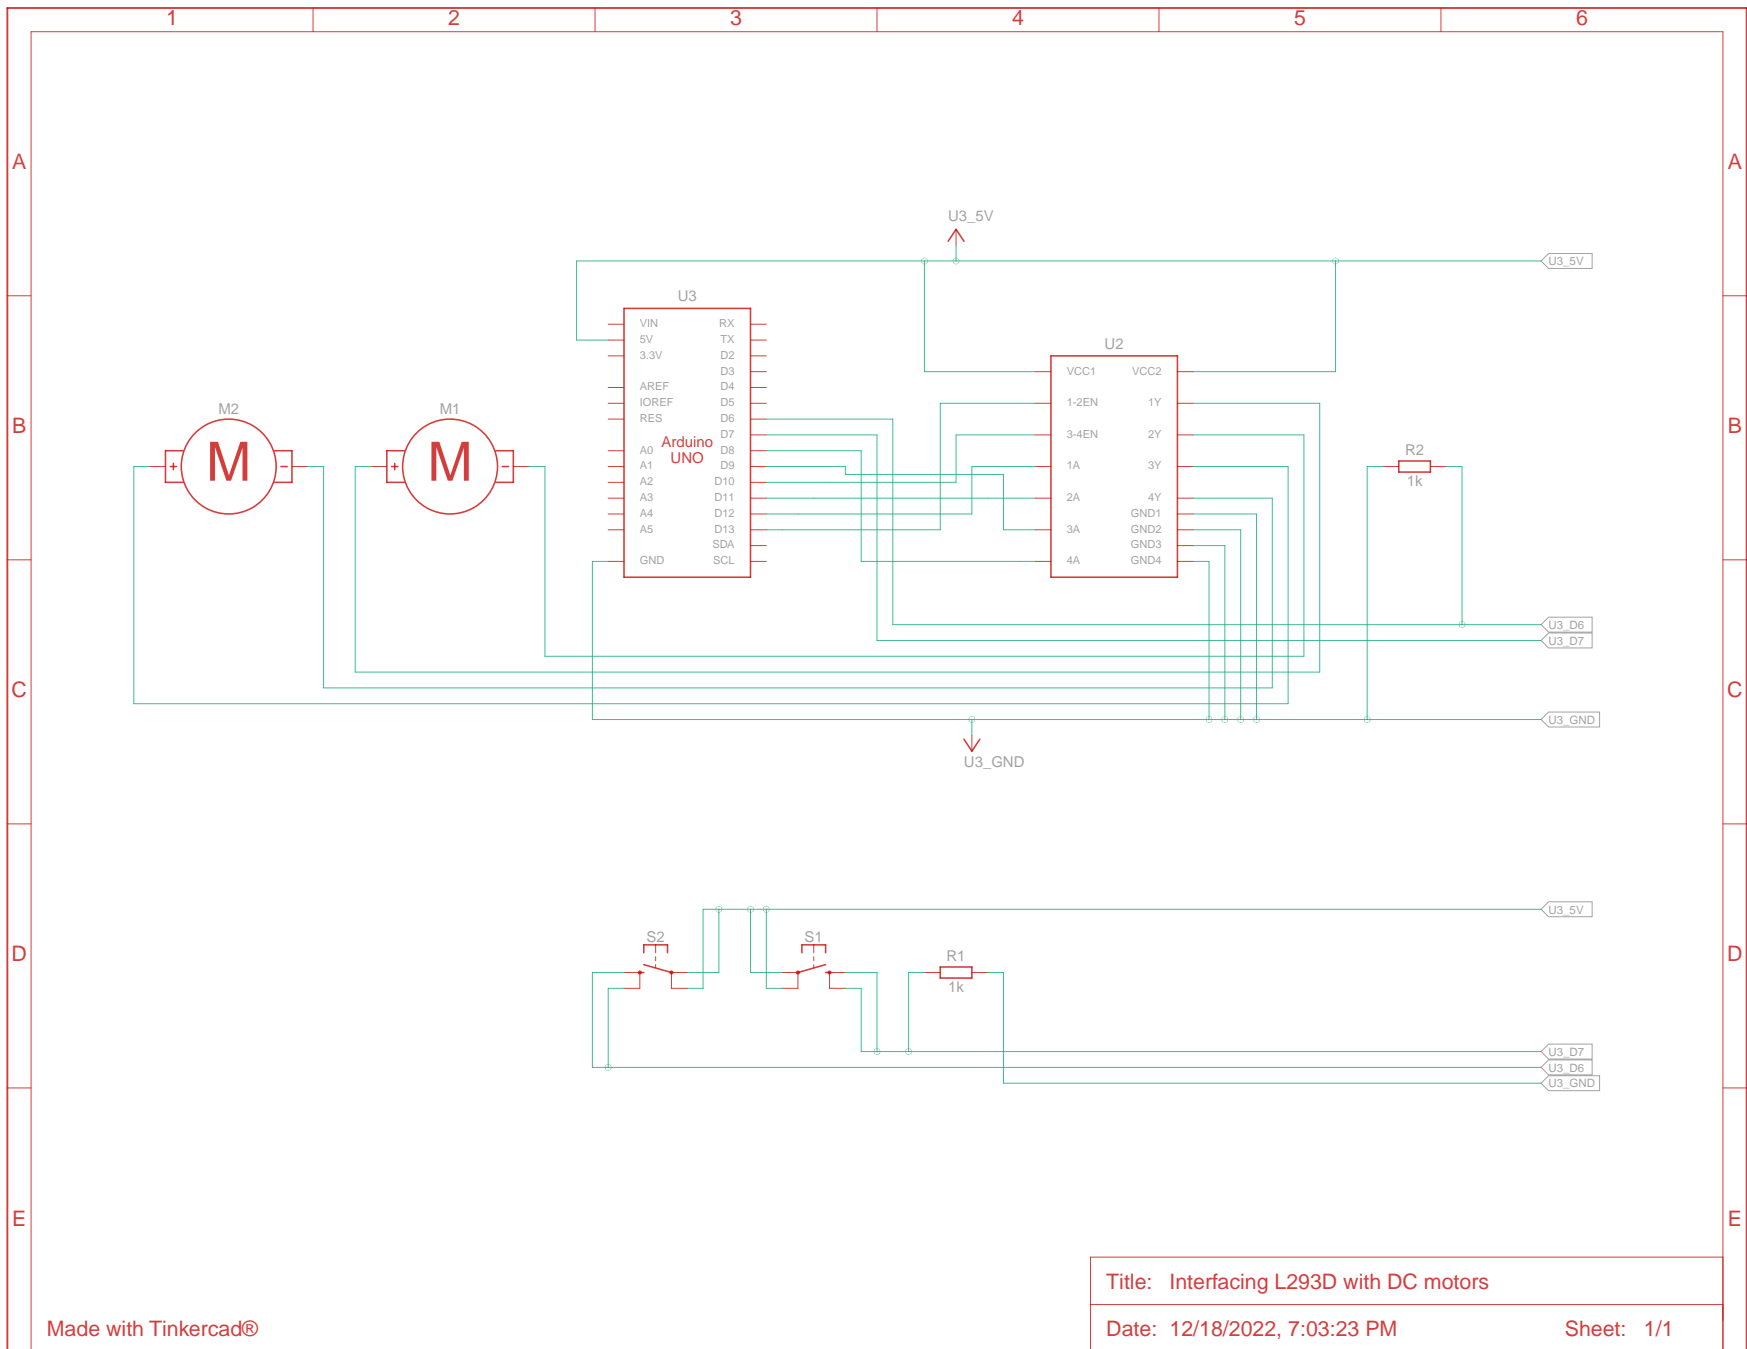 1 2 3 4 5 6
A A
U3_5V
U3_5V
U3
VIN RX
5V TX
3.3V D2
D3
AREF D4
IOREF D5
RES D6
D7
Arduino
UNO
A0 D8
A1 D9
A2 D10
A3 D11
A4 D12
A5 D13
SDA
GND SCL
U2
VCC1 VCC2
1-2EN 1Y
3-4EN 2Y
1A 3Y
2A 4Y
GND1
3A GND2
GND3
4A GND4
B B
M2
+ M -
M1
+ M -
R2
1k
U3_D6
U3_D7
C C
U3_GND
U3_GND
U3_5V
D D
S2 S1
R1
1k
U3_D7
U3_D6
U3_GND
E E
Title: Interfacing L293D with DC motors
Made with Tinkercad®
Date: 12/18/2022, 7:03:23 PM Sheet: 1/1